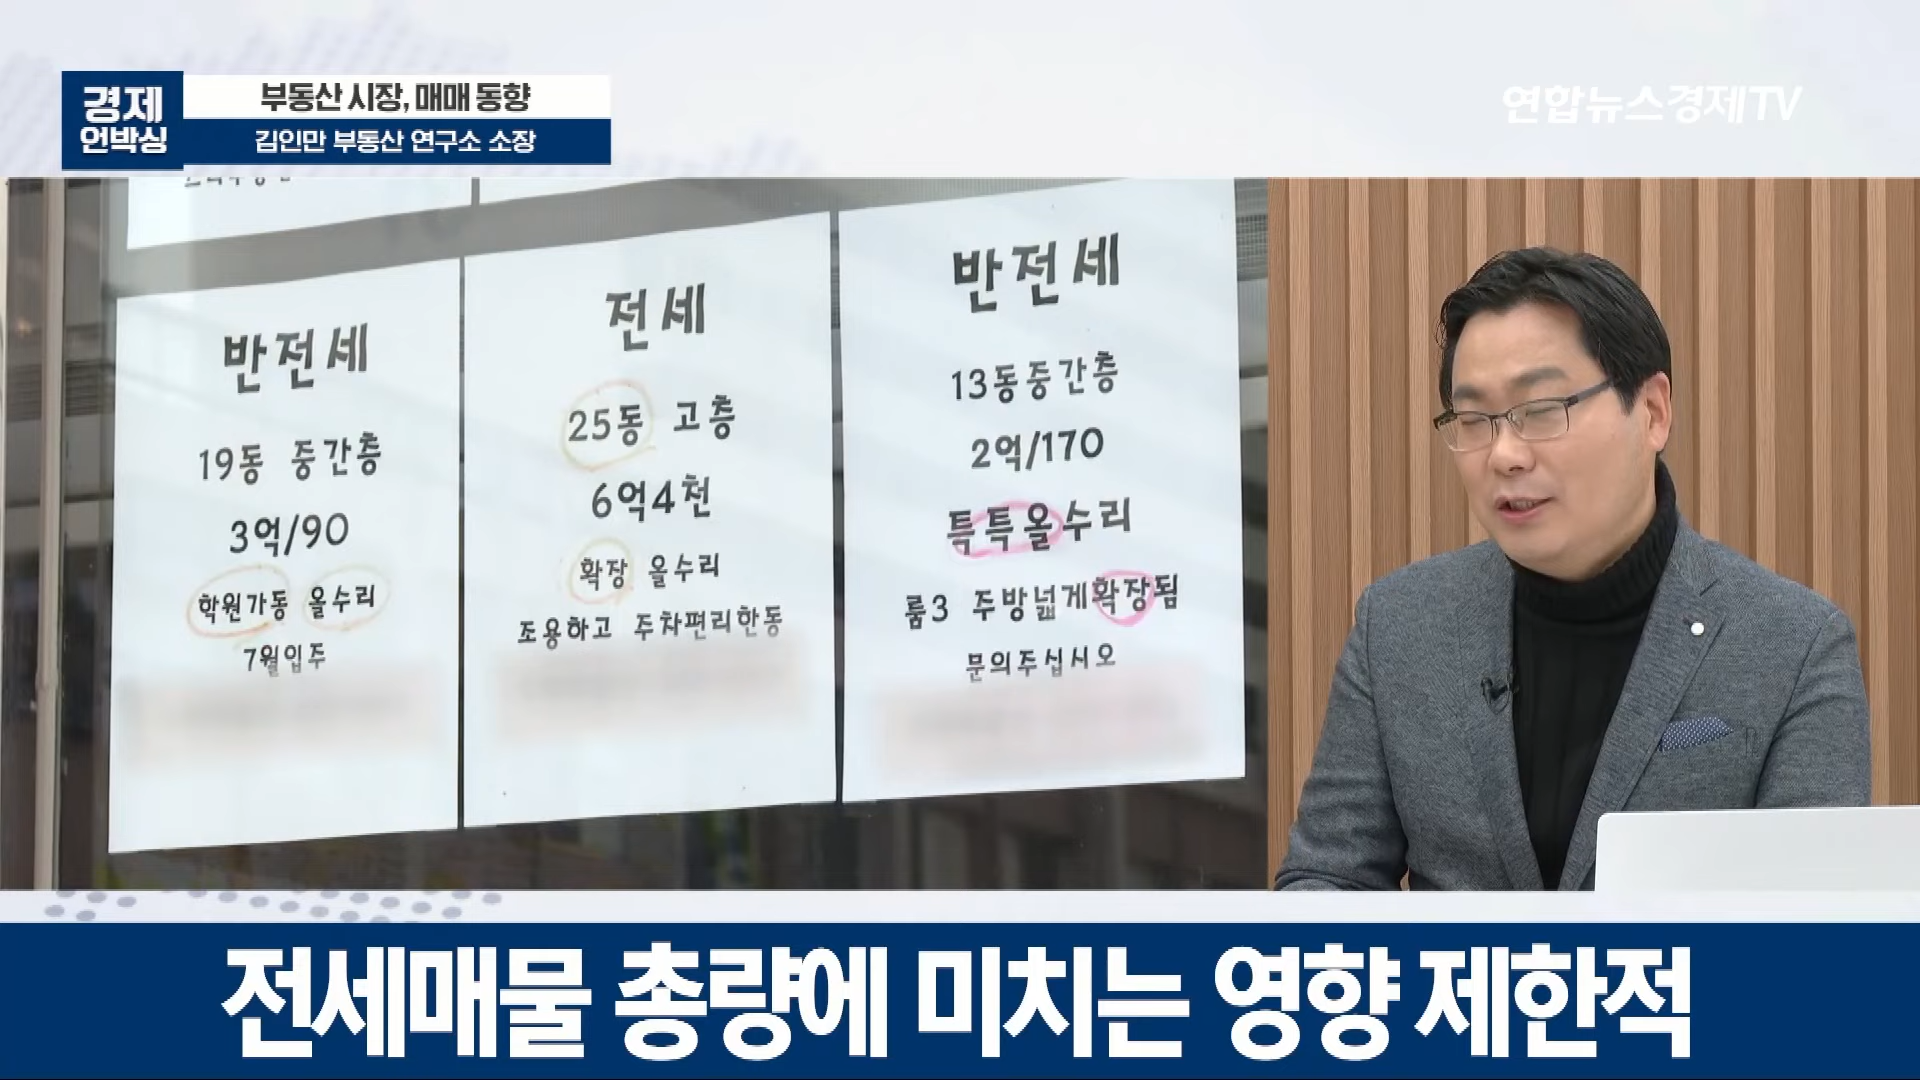 경제
언박싱
부동산 시장, 매매 동향
김인만 부동산 연구소 소장
연합뉴스경제TV
반전세
19동 중간층
3억/90
학원가동 올수리
7월입주
전세
25동 고층
6억4천
확장 올수리
조용하고 주차편리한동
반전세
13동중간층
2억/170
특특올수리
룸3 주방넓게확장됨
문의주십시오
전세매물 총량에 미치는 영향 제한적